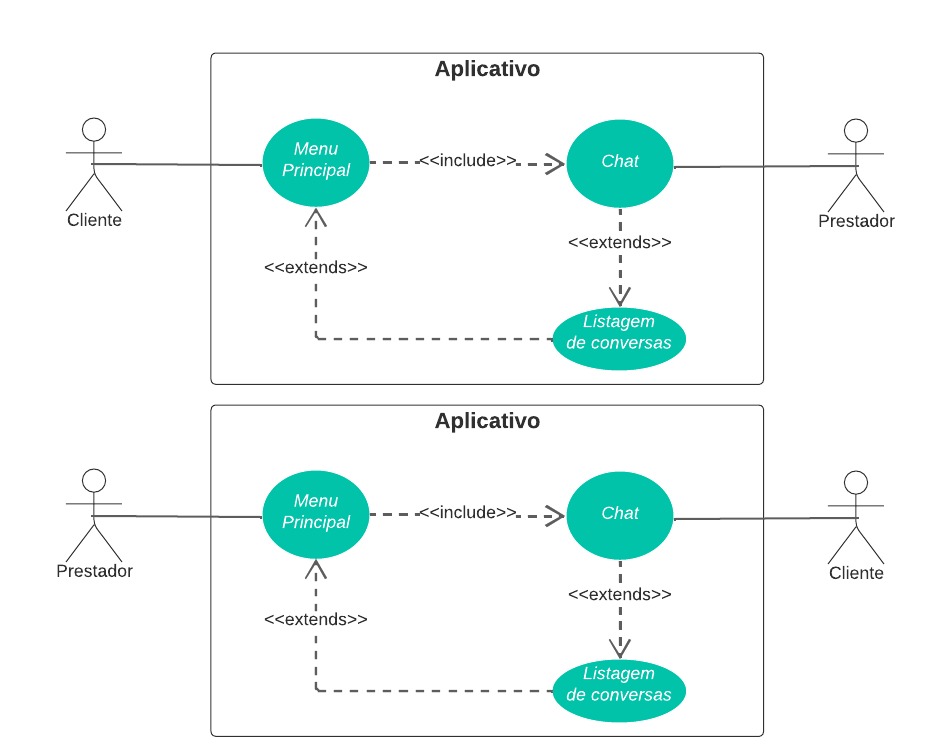 Aplicativo
Menu
Principal
<<include>>
Chat
Cliente
Prestador
<<extends>>
<<extends>>
Listagem
de conversas
Aplicativo
Menu
Principal
<<include>>
Chat
Prestador
Cliente
<<extends>>
<<extends>>
Listagem
de conversas